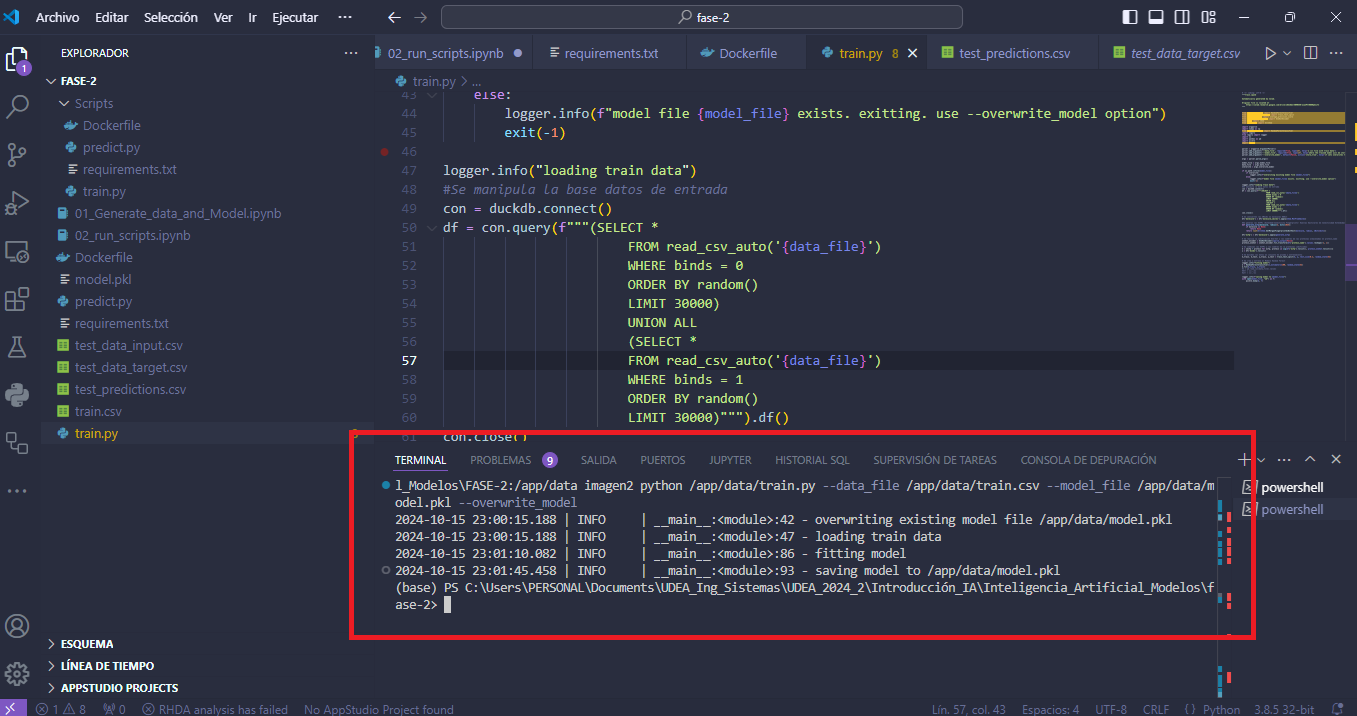 Archivo Editar Selección Ver Ir Ejecutar ···
fase-2
EXPLORADOR
FASE-2
Scripts
Dockerfile
predict.py
requirements.txt
train.py
01_Generate_data_and_Model.ipynb
02_run_scripts.ipynb
Dockerfile
model.pkl
predict.py
requirements.txt
test_data_input.csv
test_data_target.csv
test_predictions.csv
train.csv
train.py
ESQUEMA
LÍNEA DE TIEMPO
APPSTUDIO PROJECTS
02_run_scripts.ipynb requirements.txt Dockerfile train.py 8 test_predictions.csv test_data_target.csv
train.py > ...
43 else:
44 logger.info(f"model file {model_file} exists. exitting. use --overwrite_model option")
45 exit(-1)
46
47 logger.info("loading train data")
48 #Se manipula la base datos de entrada
49 con = duckdb.connect()
50 df = con.query(f"""(SELECT *
51 FROM read_csv_auto('{data_file}')
52 WHERE binds = 0
53 ORDER BY random()
54 LIMIT 30000)
55 UNION ALL
56 (SELECT *
57 FROM read_csv_auto('{data_file}')
58 WHERE binds = 1
59 ORDER BY random()
60 LIMIT 30000)""").df()
61 con.close()
TERMINAL PROBLEMAS 9 SALIDA PUERTOS JUPYTER HISTORIAL SQL SUPERVISIÓN DE TAREAS CONSOLA DE DEPURACIÓN
l_Modelos\FASE-2:/app/data imagen2 python /app/data/train.py --data_file /app/data/train.csv --model_file /app/data/m
odel.pkl --overwrite_model
2024-10-15 23:00:15.188 | INFO | __main__:<module>:42 - overwriting existing model file /app/data/model.pkl
2024-10-15 23:00:15.188 | INFO | __main__:<module>:47 - loading train data
2024-10-15 23:01:10.082 | INFO | __main__:<module>:86 - fitting model
2024-10-15 23:01:45.458 | INFO | __main__:<module>:93 - saving model to /app/data/model.pkl
(base) PS C:\Users\PERSONAL\Documents\UDEA_Ing_Sistemas\UDEA_2024_2\Introducción_IA\Inteligencia_Artificial_Modelos\f
ase-2>
powershell
powershell
1 8 0 RHDA analysis has failed No AppStudio Project found Lín. 57, col. 43 Espacios: 4 UTF-8 CRLF {} Python 3.8.5 32-bit